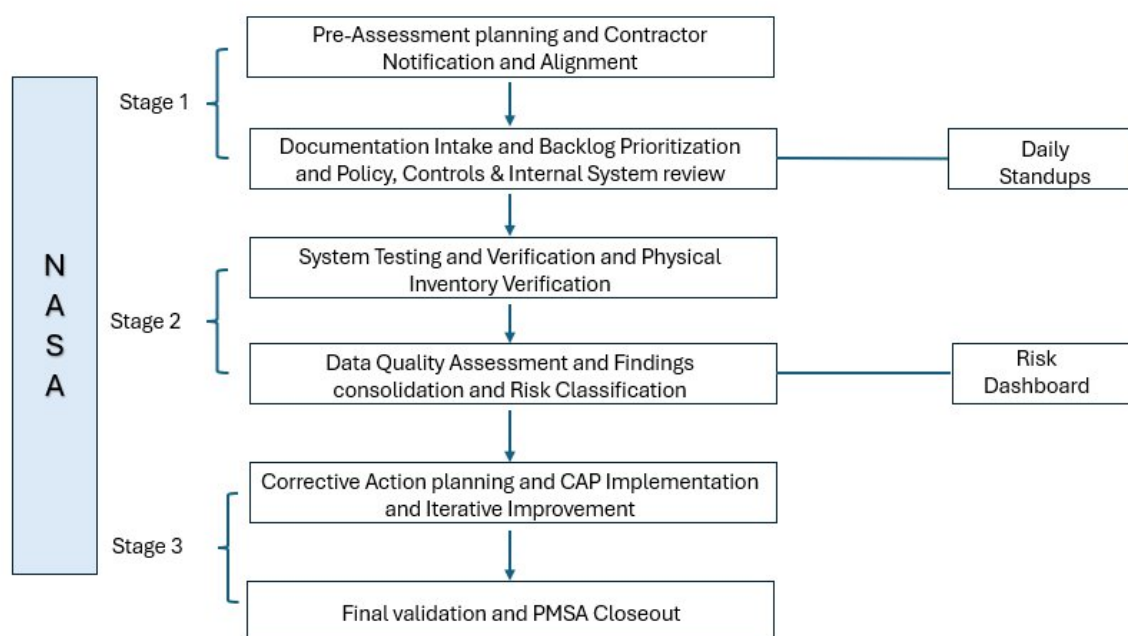 Pre-Assessment planning and Contractor
Notification and Alignment
Stage 1
Documentation Intake and Backlog Prioritization
and Policy, Controls & Internal System review
Daily
Standups
N
A
S
A
System Testing and Verification and Physical
Inventory Verification
Stage 2
Data Quality Assessment and Findings
consolidation and Risk Classification
Risk
Dashboard
Corrective Action planning and CAP Implementation
and Iterative Improvement
Stage 3
Final validation and PMSA Closeout